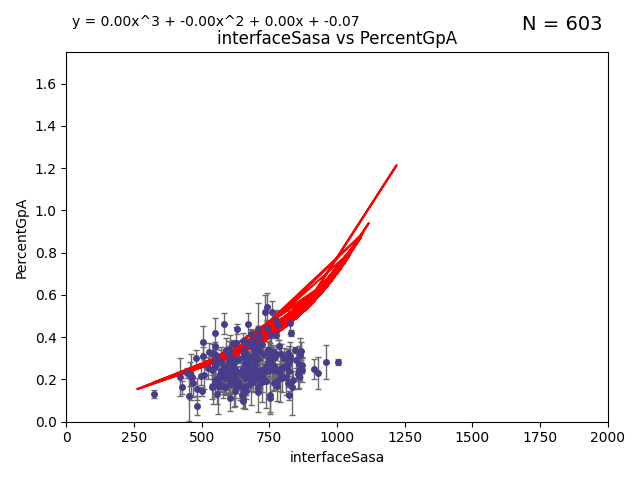 y = 0.00x^3 + -0.00x^2 + 0.00x + -0.07
N = 603
interfaceSasa vs PercentGpA
PercentGpA
1.6
1.4
1.2
1.0
0.8
0.6
0.4
0.2
0.0
0 250 500 750 1000 1250 1500 1750 2000
interfaceSasa